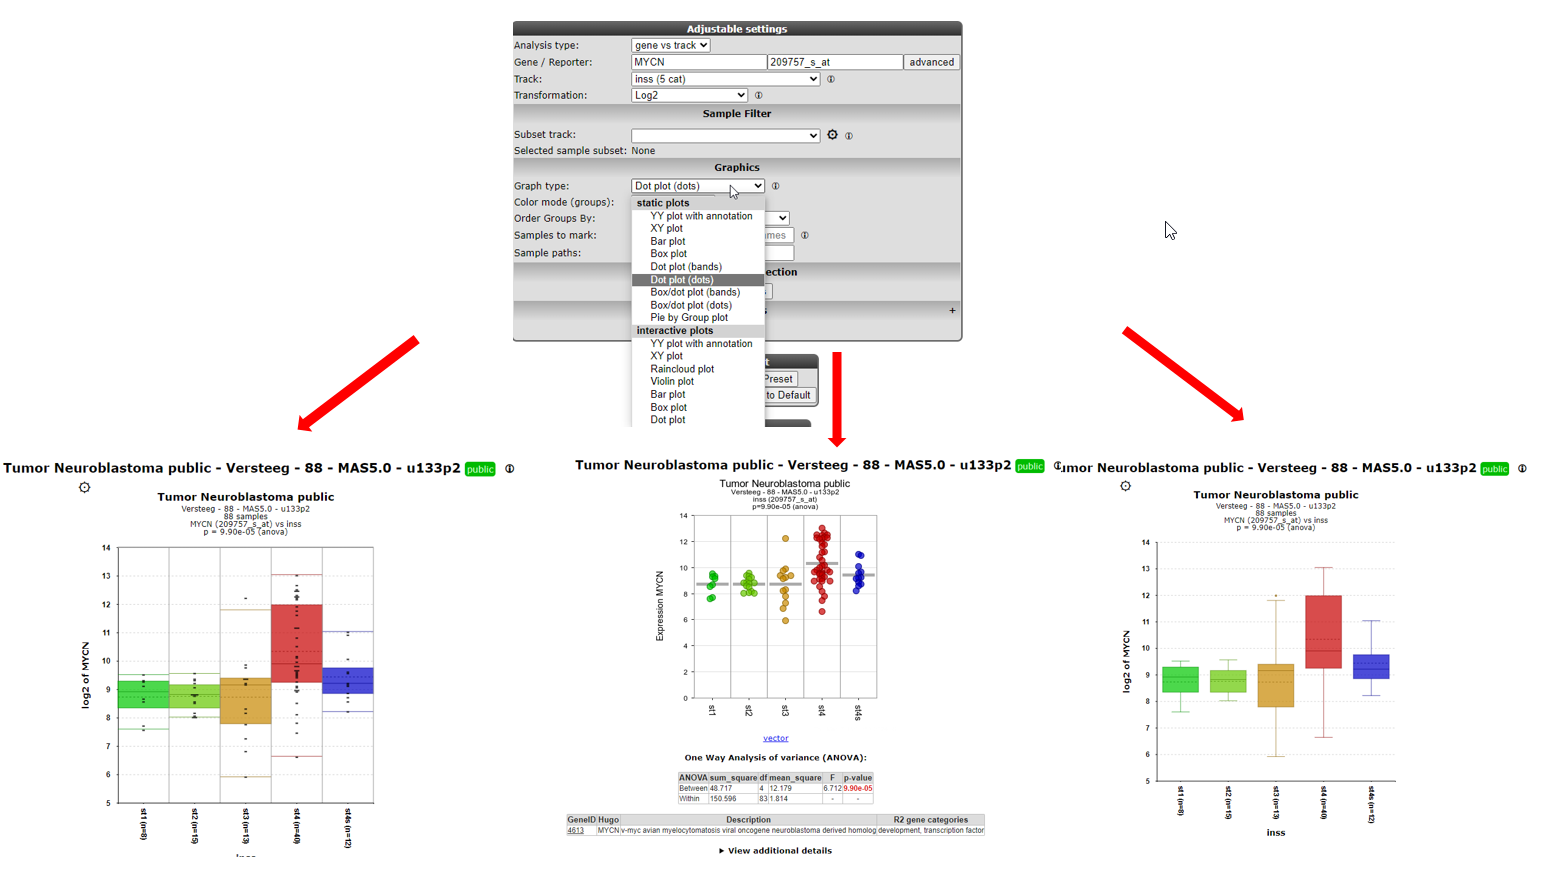 Adjustable settings
Analysis type: gene vs track
Gene / Reporter: MYCN 209757_s_at advanced
Track: inss (5 cat)
Transformation: Log2
Sample Filter
Subset track:
Selected sample subset: None
Graphics
Graph type: Dot plot (dots)
Color mode (groups):
static plots
YY plot with annotation
Order Groups By:
XY plot
Samples to mark: mes
Bar plot
Sample paths:
Box plot
Dot plot (bands)
ection
Dot plot (dots)
Box/dot plot (bands)
Box/dot plot (dots)
+
Pie by Group plot
interactive plots
YY plot with annotation
XY plot
Raincloud plot
Violin plot
Preset
Bar plot
to Default
Box plot
Dot plot
Tumor Neuroblastoma public - Versteeg - 88 - MAS5.0 - u133p2 public
Tumor Neuroblastoma public
Versteeg - 88 - MAS5.0 - u133p2
88 samples
MYCN (209757_s_at) vs inss
p = 9.90e-05 (anova)
log2 of MYCN
14
13
12
11
10
9
8
7
6
5
st1 (n=8)
st2 (n=15)
st3 (n=13)
st4 (n=40)
st4s (n=12)
Tumor Neuroblastoma public - Versteeg - 88 - MAS5.0 - u133p2 public
Tumor Neuroblastoma public
Versteeg - 88 - MAS5.0 - u133p2
inss (209757_s_at)
p=9.90e-05 (anova)
Expression MYCN
14
12
10
8
6
4
2
0
st1
st2
st3
st4
st4s
vector
One Way Analysis of variance (ANOVA):
ANOVA sum_square df mean_square F p-value
Between 48.717 4 12.179 6.712 9.90e-05
Within 150.596 83 1.814 - -
GeneID Hugo Description R2 gene categories
4613 MYCN v-myc avian myelocytomatosis viral oncogene neuroblastoma derived homolog development, transcription factor
► View additional details
umor Neuroblastoma public - Versteeg - 88 - MAS5.0 - u133p2 public
Tumor Neuroblastoma public
Versteeg - 88 - MAS5.0 - u133p2
88 samples
MYCN (209757_s_at) vs inss
p = 9.90e-05 (anova)
log2 of MYCN
14
13
12
11
10
9
8
7
6
5
st1 (n=8)
st2 (n=15)
st3 (n=13)
st4 (n=40)
st4s (n=12)
inss